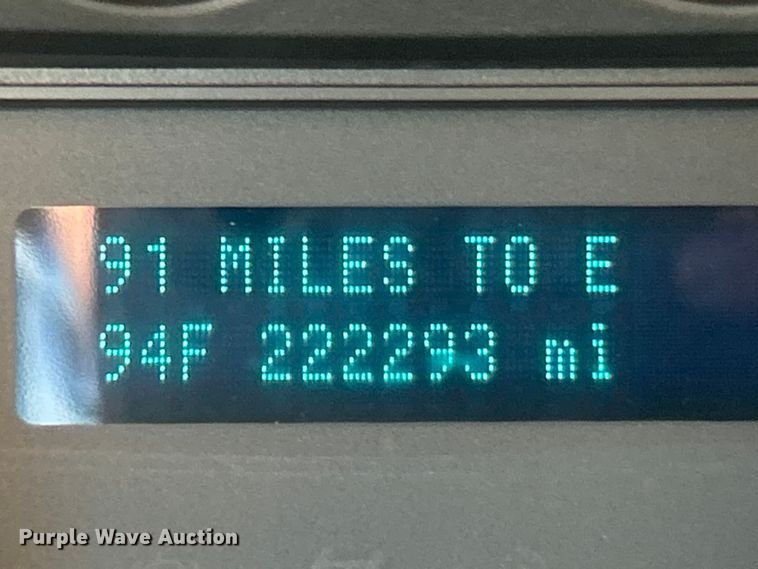 91 MILES TO E
94F 222293 mi
Purple Wave Auction